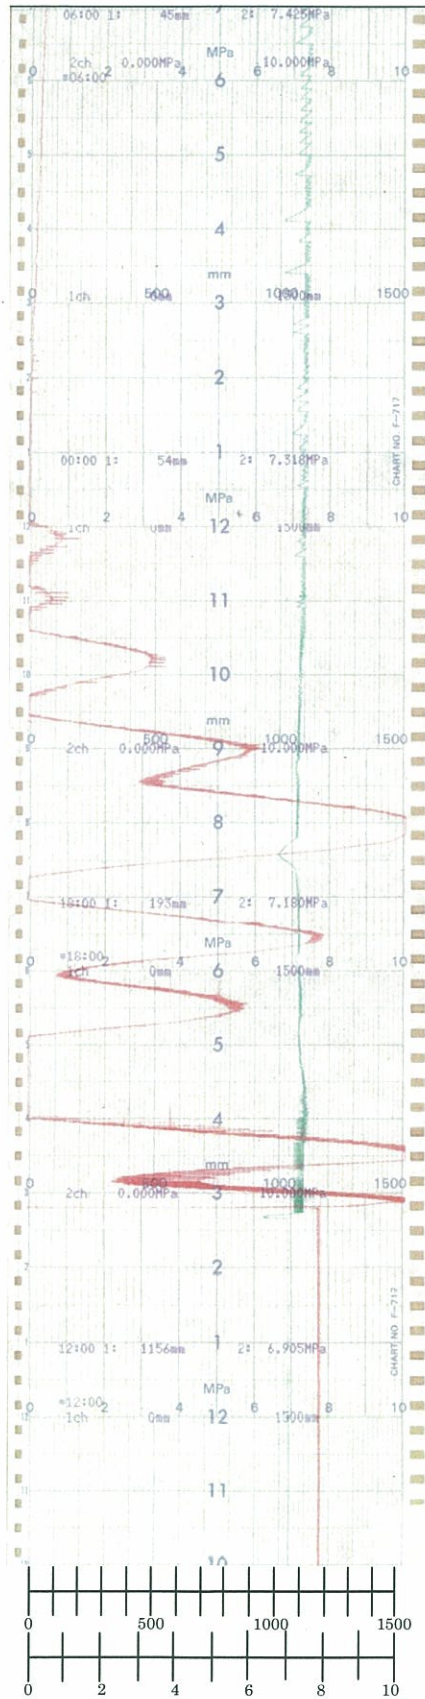 7
06:00 1: 45mm 2: 7.425MPa
MPa
2ch 0.000MPa 10.000MPa
0 2 4 6 8 10
*06:00
6
5
4
mm
0 500 1000 1500
1ch 0mm 1500mm
3
2
CHART NO F-717
1
00:00 1: 54mm 2: 7.318MPa
MPa
0 2 4 6 8 10
1ch 0mm 1500mm
12
11
10
mm
0 500 1000 1500
2ch 0.000MPa 9 10.000MPa
8
7
18:00 1: 193mm 2: 7.180MPa
MPa
*18:00
0 2 4 6 8 10
1ch 0mm 1500mm
6
5
4
mm
0 500 1000 1500
2ch 0.000MPa 3 10.000MPa
2
CHART NO F-717
1
12:00 1: 1156mm 2: 6.905MPa
MPa
*12:00
0 2 4 6 8 10
1ch 0mm 1500mm
12
11
10
0 500 1000 1500
0 2 4 6 8 10